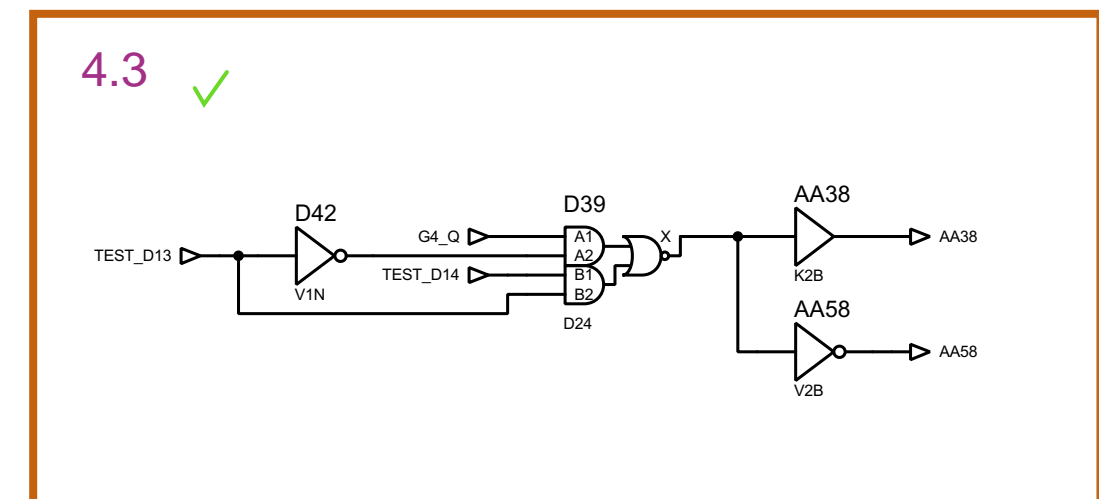 4.3
D42
TEST_D13
V1N
D39
G4_Q
A1
A2
TEST_D14
B1
B2
D24
X
AA38
K2B
AA38
AA58
V2B
AA58